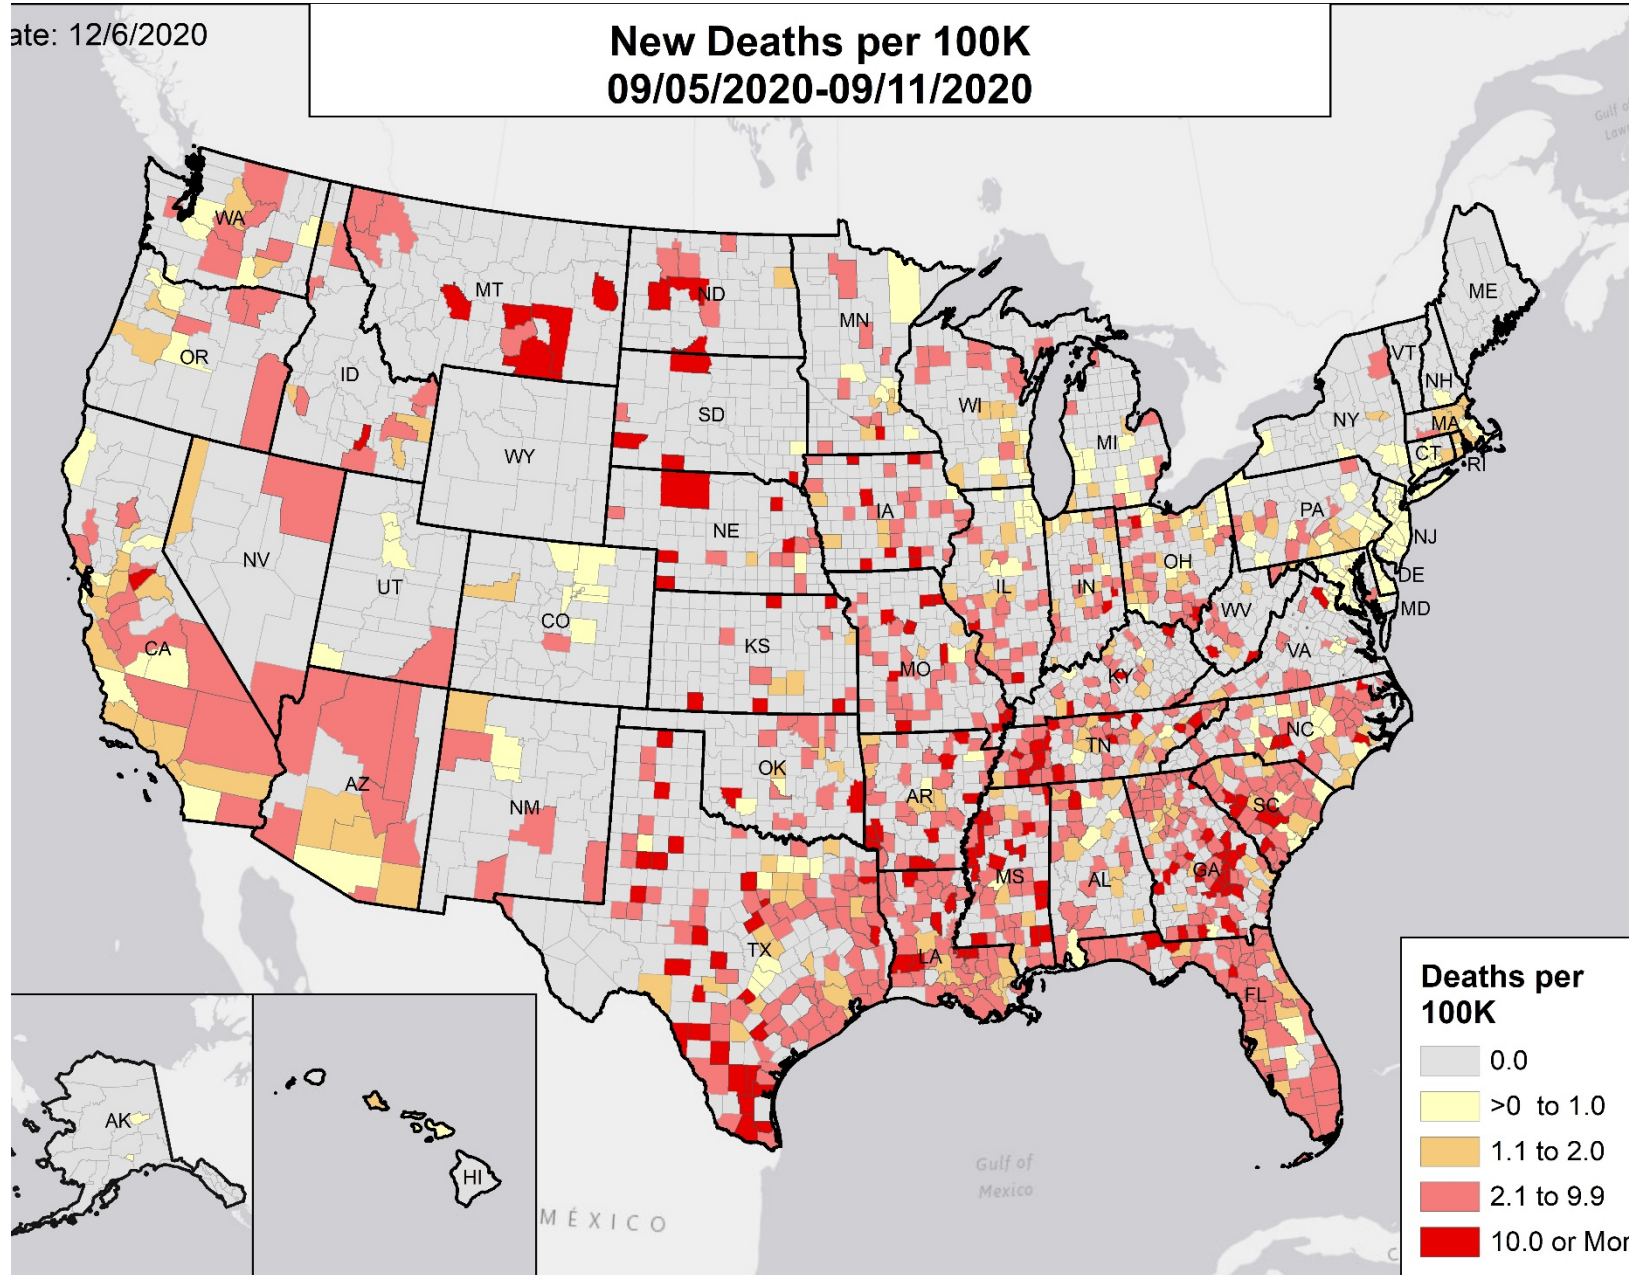 ate: 12/6/2020
New Deaths per 100K
09/05/2020-09/11/2020
Gulf o
Law
WA
MT
ND
MN
ME
OR
ID
SD
WI
MI
VT
NH
NY
MA
CT
RI
WY
IA
NE
PA
NJ
NV
UT
CO
IL
IN
OH
DE
MD
WV
CA
KS
MO
KY
VA
AZ
NM
OK
AR
TN
NC
SC
MS
AL
GA
TX
LA
FL
AK
HI
Gulf of
Mexico
MÉXICO
C
Deaths per
100K
0.0
>0 to 1.0
1.1 to 2.0
2.1 to 9.9
10.0 or Mor